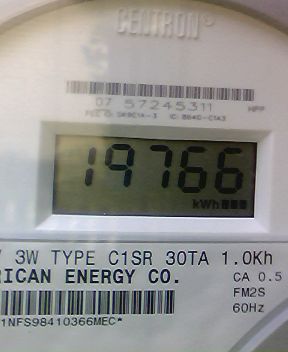 CENTRON®
07 57245311
19766
kWh
3W TYPE C1SR 30TA 1.0Kh
RICAN ENERGY CO.
CA 0.5
FM2S
60Hz
1NFS98410366MEC*